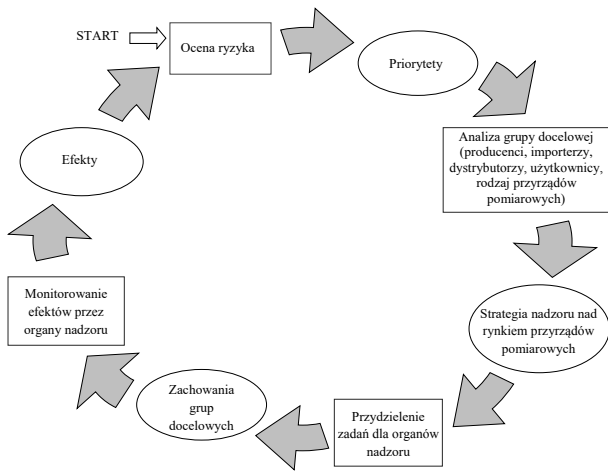 START
Ocena ryzyka
Priorytety
Analiza grupy docelowej
(producenci, importerzy,
dystrybutorzy, użytkownicy,
rodzaj przyrządów
pomiarowych)
Strategia nadzoru nad
rynkiem przyrządów
pomiarowych
Przydzielenie
zadań dla organów
nadzoru
Zachowania
grup
docelowych
Monitorowanie
efektów przez
organy nadzoru
Efekty